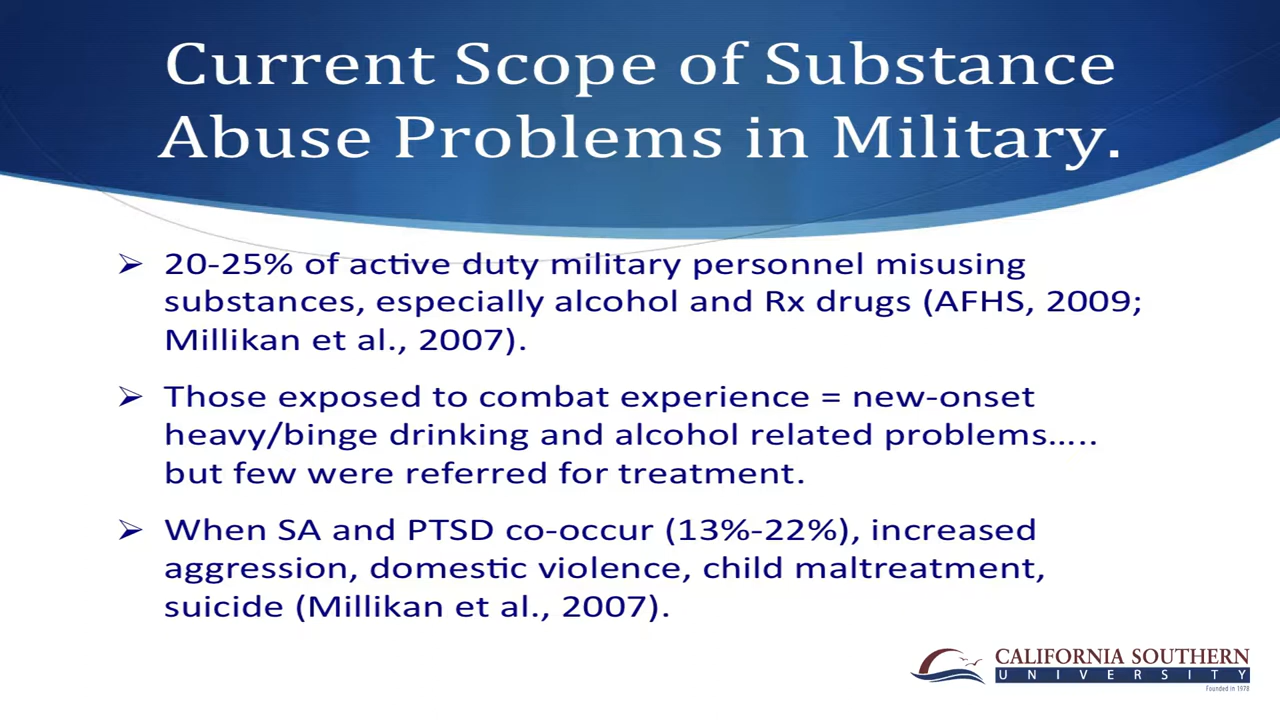 Current Scope of Substance
Abuse Problems in Military.
➢ 20-25% of active duty military personnel misusing
substances, especially alcohol and Rx drugs (AFHS, 2009;
Millikan et al., 2007).
➢ Those exposed to combat experience = new-onset
heavy/binge drinking and alcohol related problems…..
but few were referred for treatment.
➢ When SA and PTSD co-occur (13%-22%), increased
aggression, domestic violence, child maltreatment,
suicide (Millikan et al., 2007).
CALIFORNIA SOUTHERN
UNIVERSITY
Founded in 1978